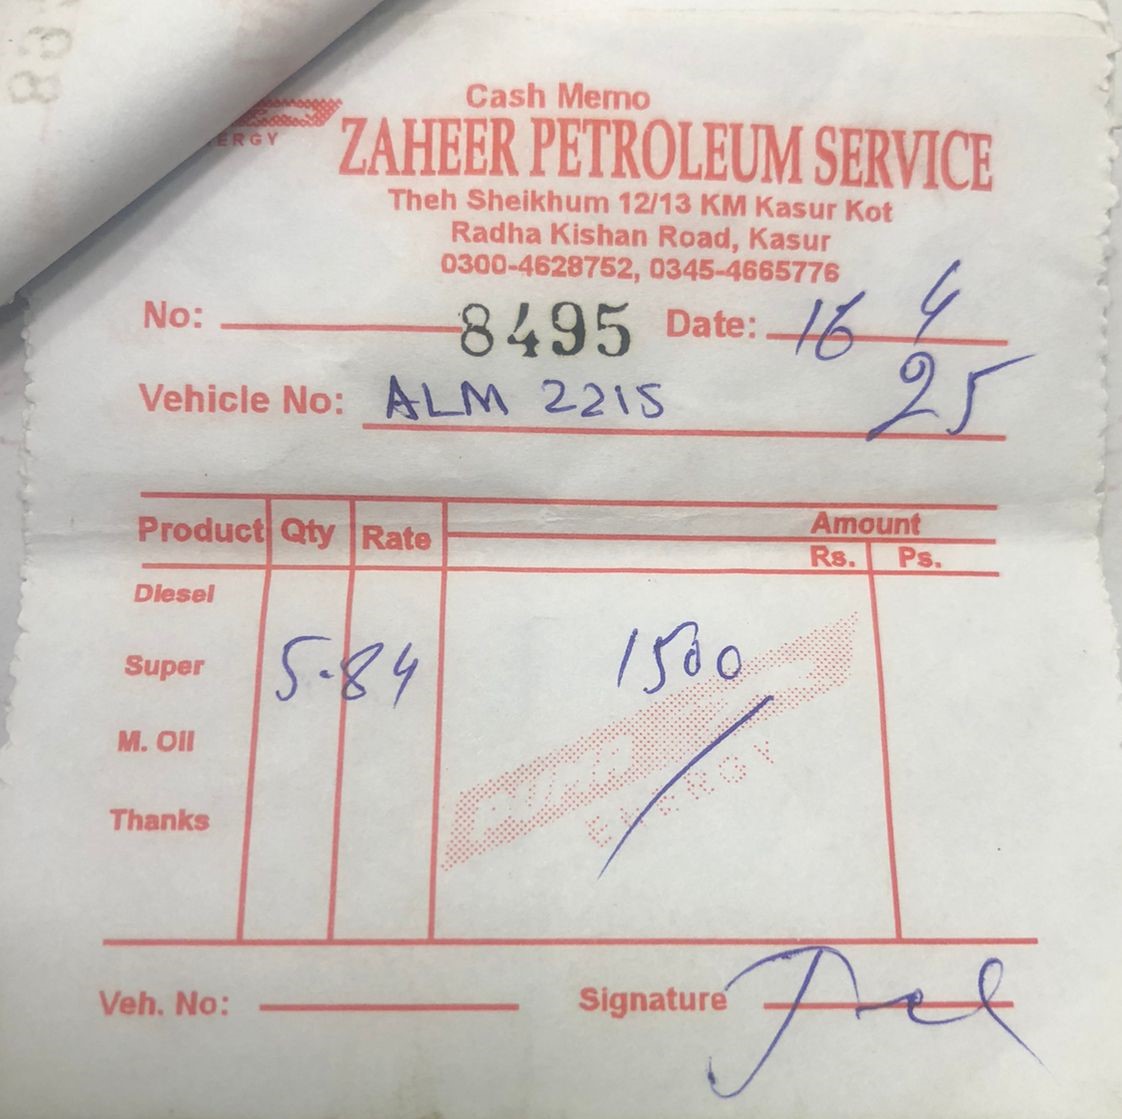 Cash Memo
ERGY
ZAHEER PETROLEUM SERVICE
Theh Sheikhum 12/13 KM Kasur Kot
Radha Kishan Road, Kasur
0300-4628752, 0345-4665776
No: 8495 Date: 16 4
25
Vehicle No: ALM 2215
Product Qty Rate Amount
Rs. Ps.
Diesel
Super 5.84 1500
M. Oil
PUMA
ENERGY
Thanks
Veh. No: Signature